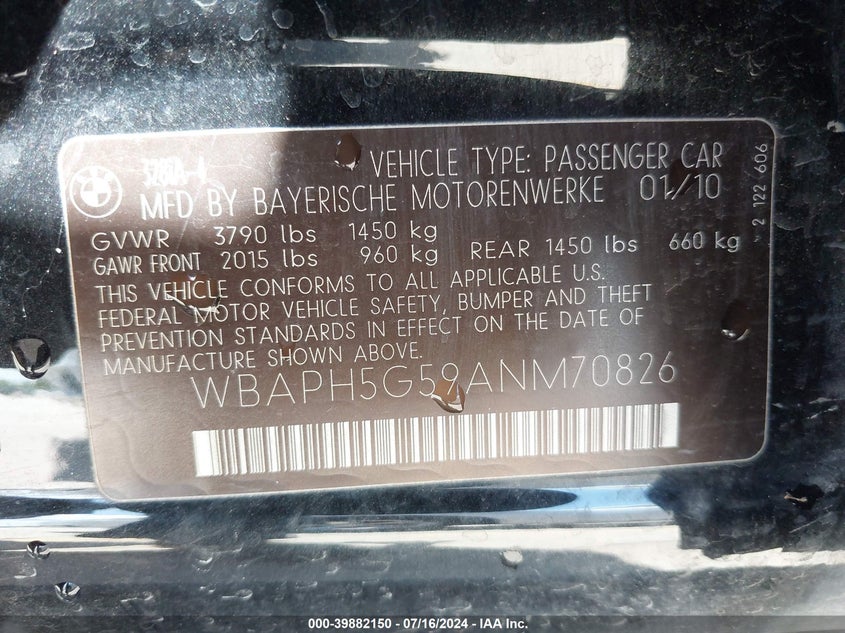 VEHICLE TYPE: PASSENGER CAR
MFD BY BAYERISCHE MOTORENWERKE 01/10
GVWR 3790 lbs 1450 kg
GAWR FRONT 2015 lbs 960 kg REAR 1450 lbs 660 kg
THIS VEHICLE CONFORMS TO ALL APPLICABLE U.S.
FEDERAL MOTOR VEHICLE SAFETY, BUMPER AND THEFT
PREVENTION STANDARDS IN EFFECT ON THE DATE OF
MANUFACTURE SHOWN ABOVE.
WBAPH5G59ANM70826
2 122 606
BMW
000-39882150 - 07/16/2024 - IAA Inc.